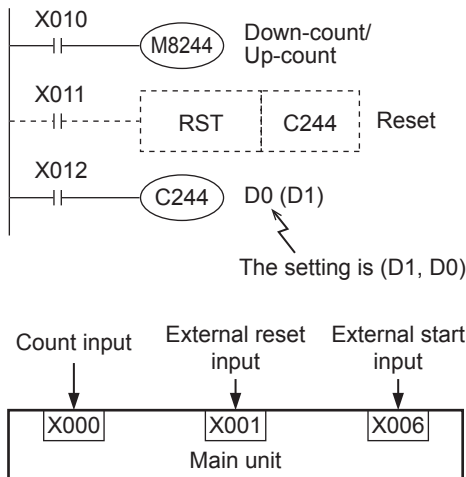 X010
M8244
Down-count/
Up-count
X011
RST
C244
Reset
X012
C244
D0 (D1)
The setting is (D1, D0)
Count input
External reset
input
External start
input
X000
X001
X006
Main unit